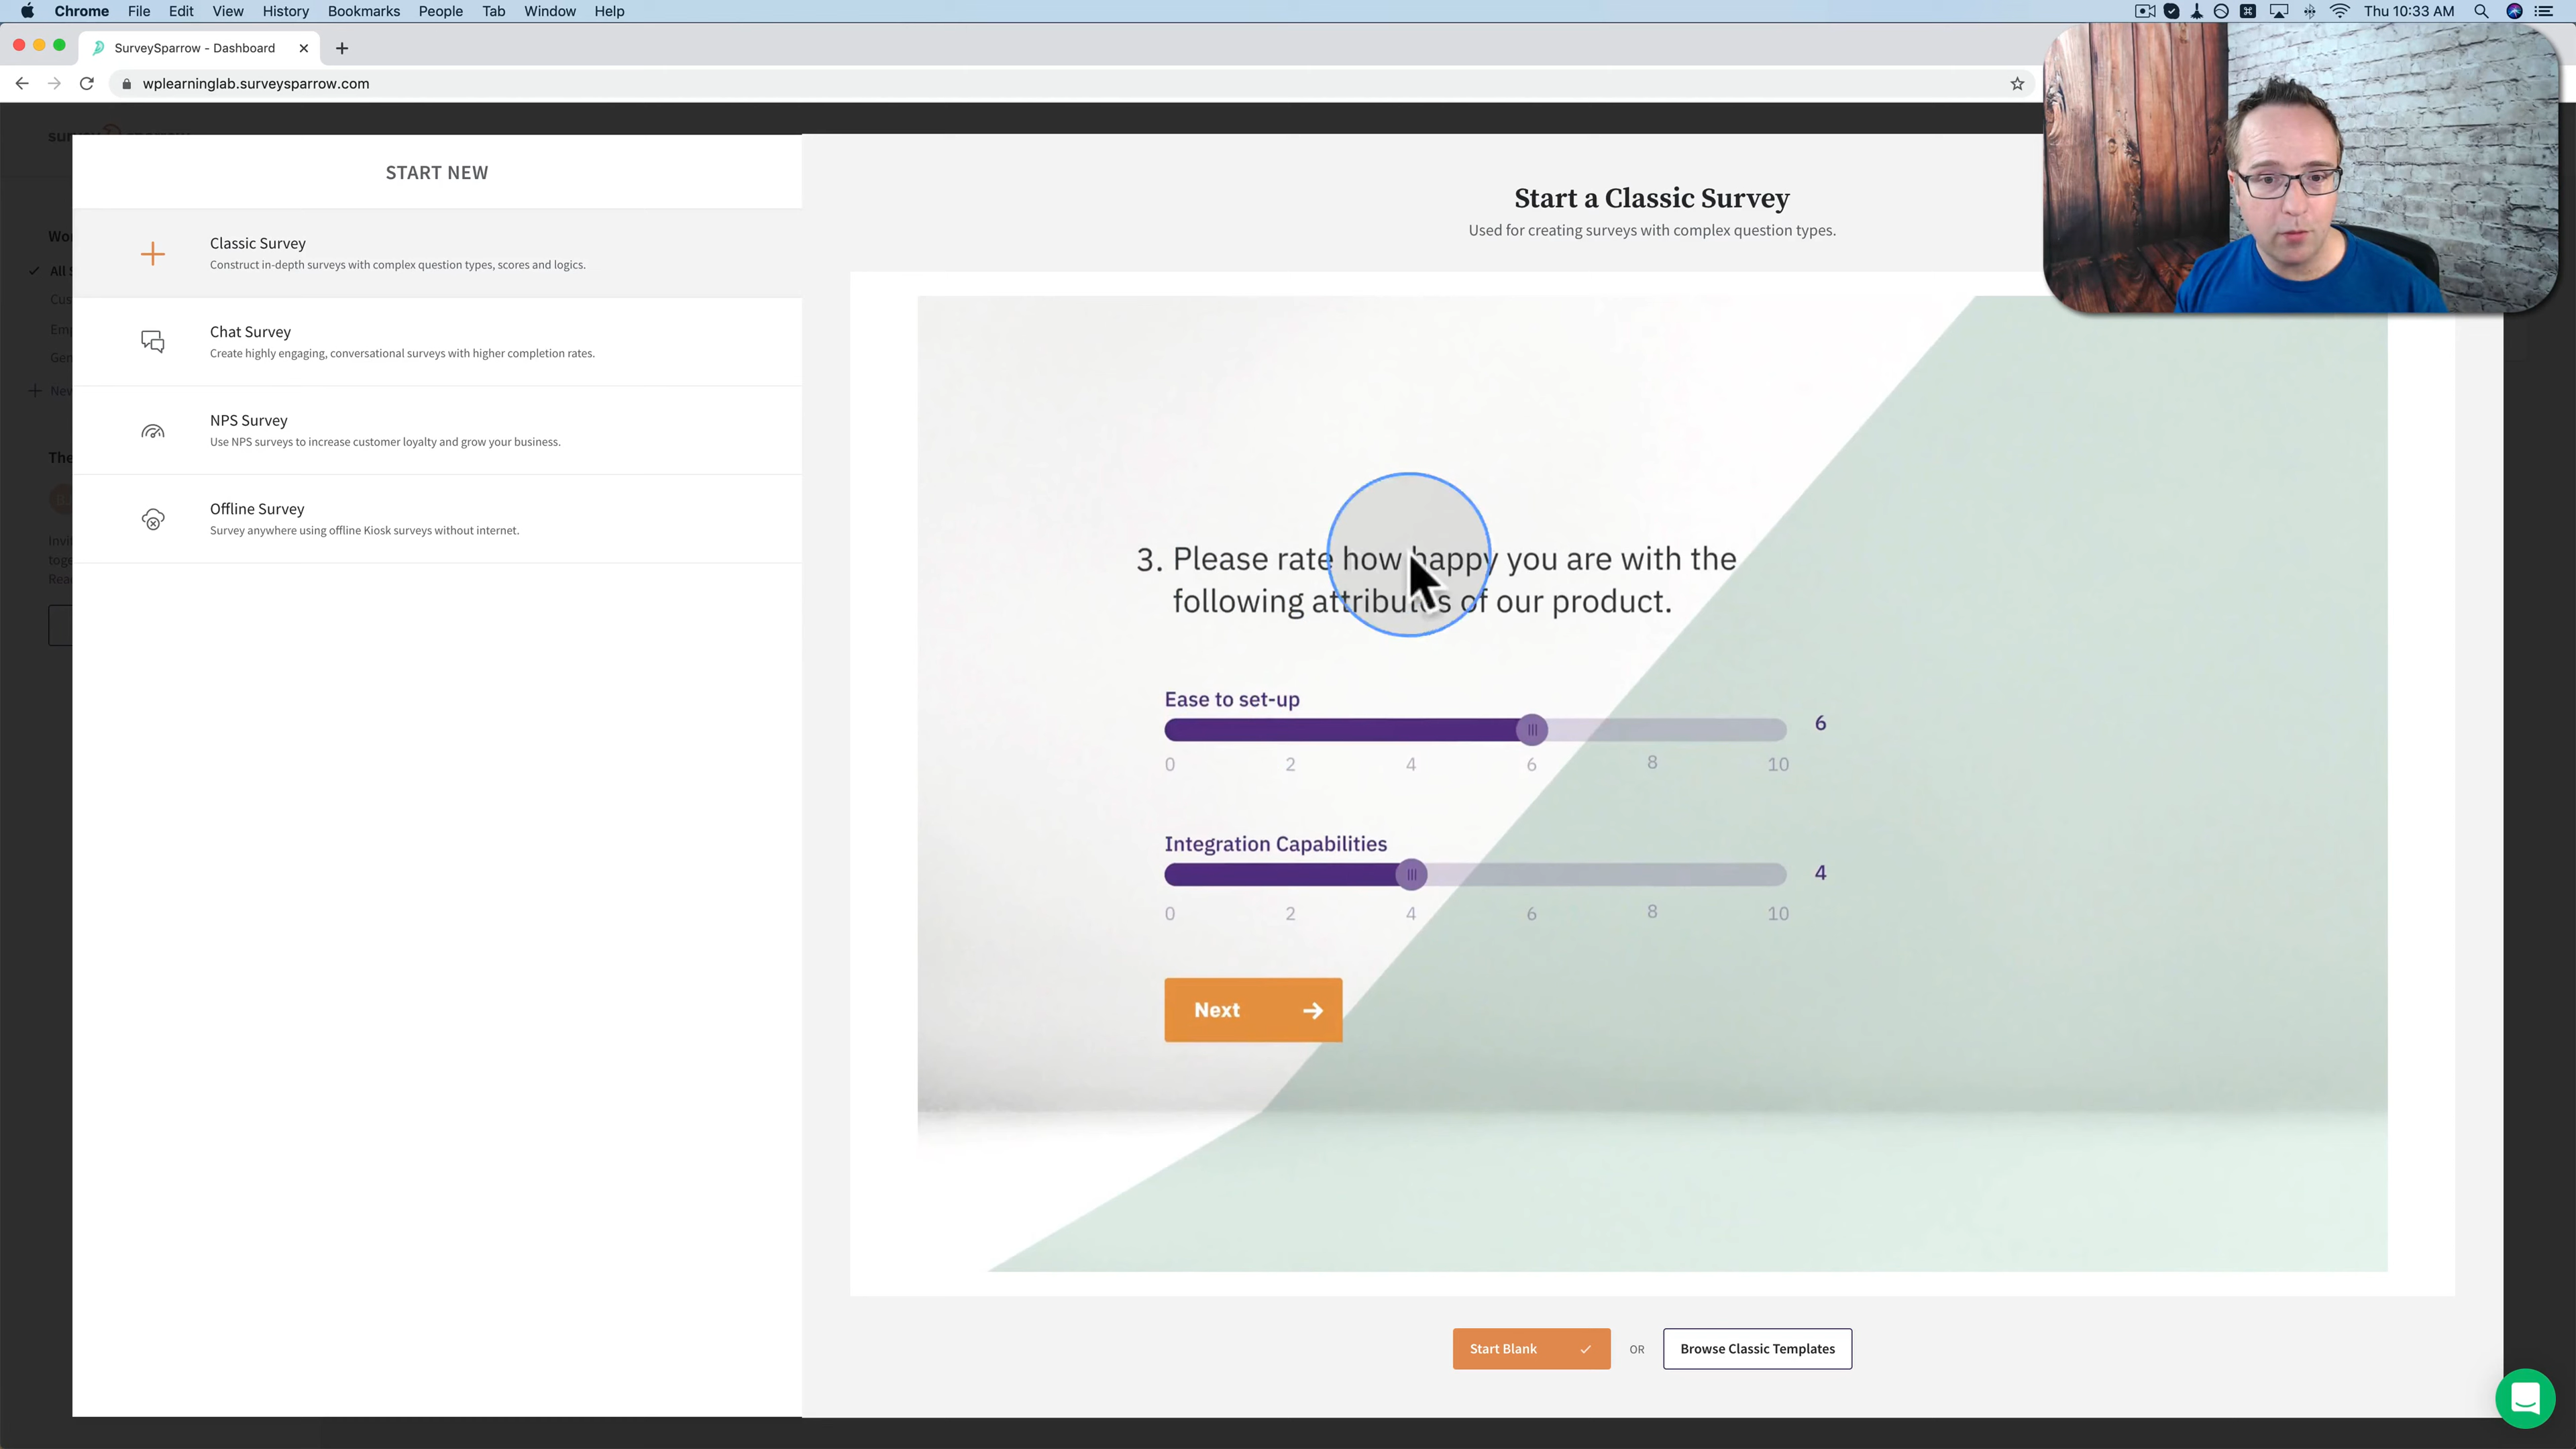 Chrome File Edit View History Bookmarks People Tab Window Help Thu 10:33 AM
SurveySparrow - Dashboard
wplearninglab.surveysparrow.com
START NEW
Classic Survey
Construct in-depth surveys with complex question types, scores and logics.
Chat Survey
Create highly engaging, conversational surveys with higher completion rates.
NPS Survey
Use NPS surveys to increase customer loyalty and grow your business.
Offline Survey
Survey anywhere using offline Kiosk surveys without internet.
Start a Classic Survey
Used for creating surveys with complex question types.
3. Please rate how happy you are with the
following attributes of our product.
Ease to set-up
6
0 2 4 6 8 10
Integration Capabilities
4
0 2 4 6 8 10
Next
Start Blank OR Browse Classic Templates